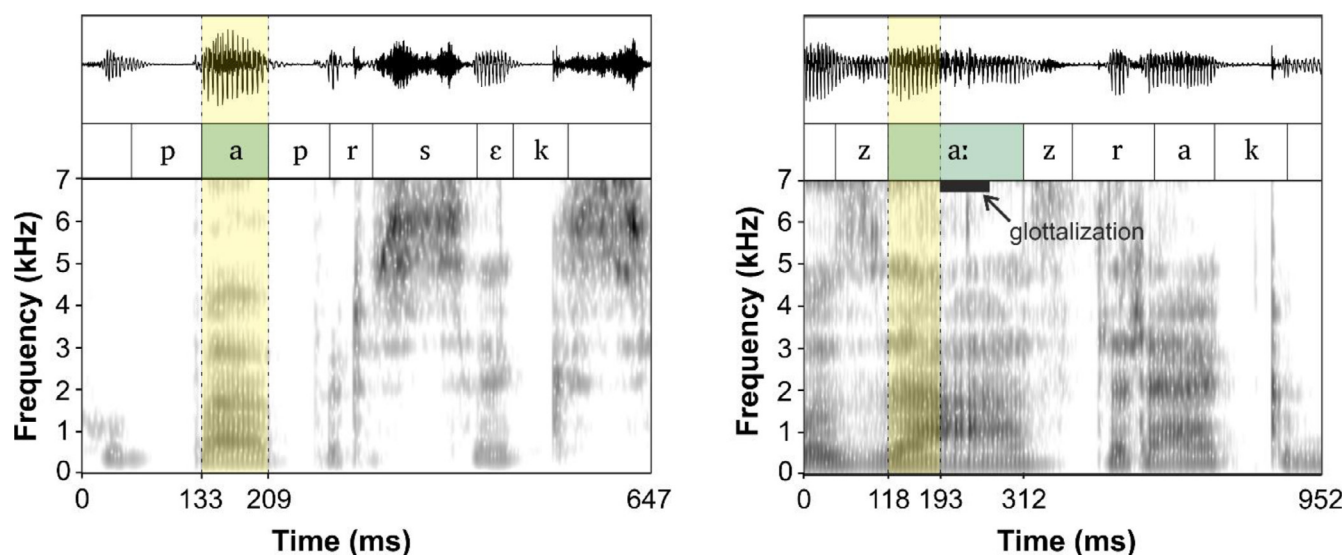 p a p r s ɛ k
z aː z r a k
7
6
5
4
3
2
1
0
Frequency (kHz)
0 133 209 647
Time (ms)
7
6
5
4
3
2
1
0
Frequency (kHz)
glottalization
0 118 193 312 952
Time (ms)